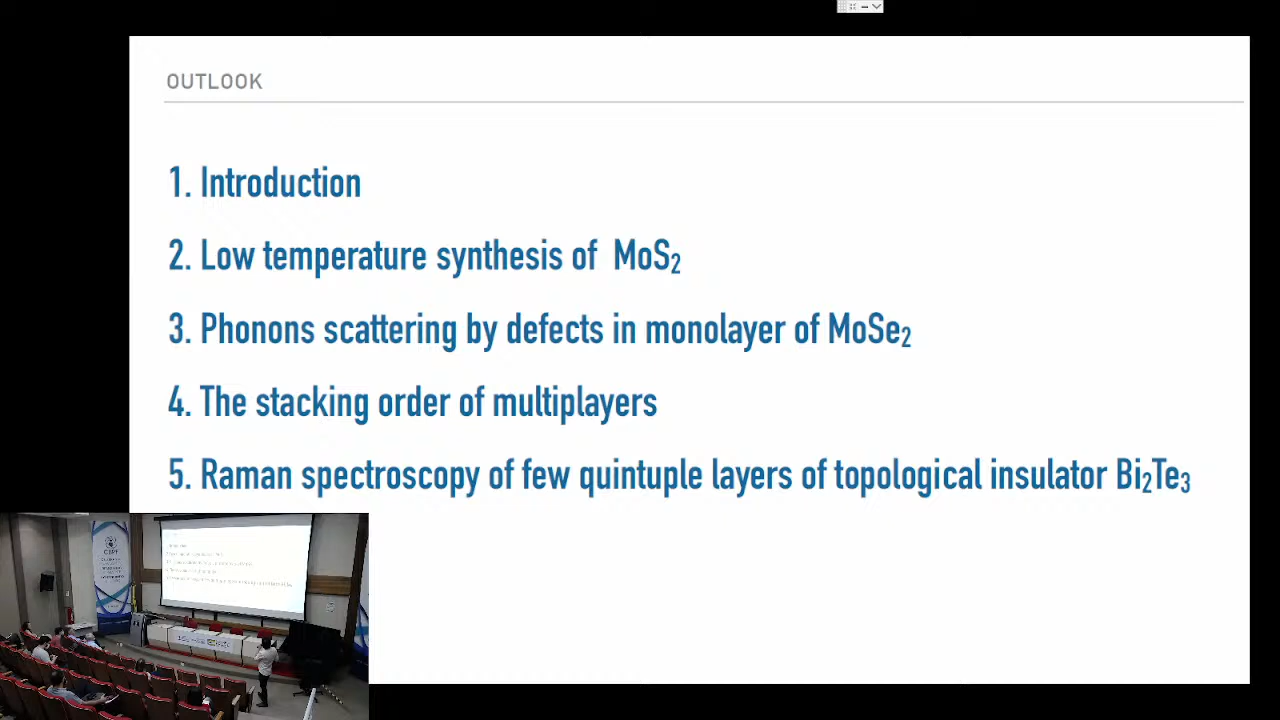 OUTLOOK
1. Introduction
2. Low temperature synthesis of MoS₂
3. Phonons scattering by defects in monolayer of MoSe₂
4. The stacking order of multiplayers
5. Raman spectroscopy of few quintuple layers of topological insulator Bi₂Te₃
CBPF